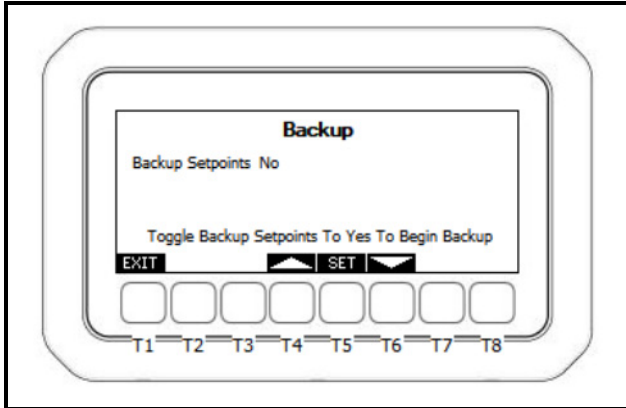 Backup
Backup Setpoints No
Toggle Backup Setpoints To Yes To Begin Backup
EXIT SET
T1 T2 T3 T4 T5 T6 T7 T8